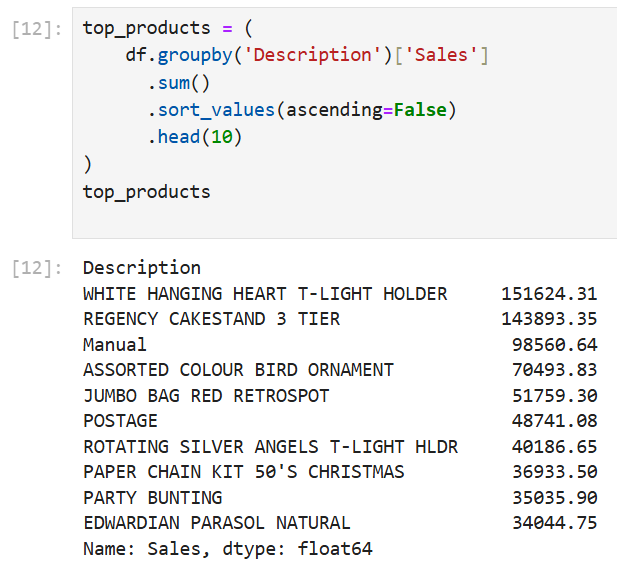 [12]: top_products = (
    df.groupby('Description')['Sales']
      .sum()
      .sort_values(ascending=False)
      .head(10)
)
top_products
[12]: Description
WHITE HANGING HEART T-LIGHT HOLDER     151624.31
REGENCY CAKESTAND 3 TIER               143893.35
Manual                                  98560.64
ASSORTED COLOUR BIRD ORNAMENT           70493.83
JUMBO BAG RED RETROSPOT                 51759.30
POSTAGE                                 48741.08
ROTATING SILVER ANGELS T-LIGHT HLDR     40186.65
PAPER CHAIN KIT 50'S CHRISTMAS          36933.50
PARTY BUNTING                           35035.90
EDWARDIAN PARASOL NATURAL               34044.75
Name: Sales, dtype: float64